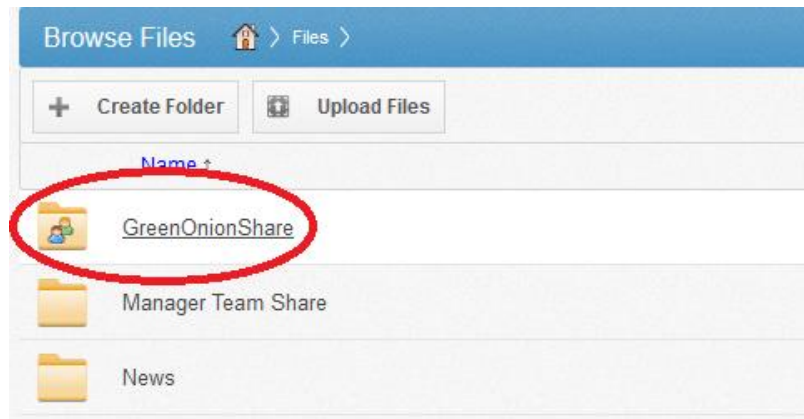 Browse Files 〉 Files 〉
+ Create Folder Upload Files
Name ↑
GreenOnionShare
Manager Team Share
News